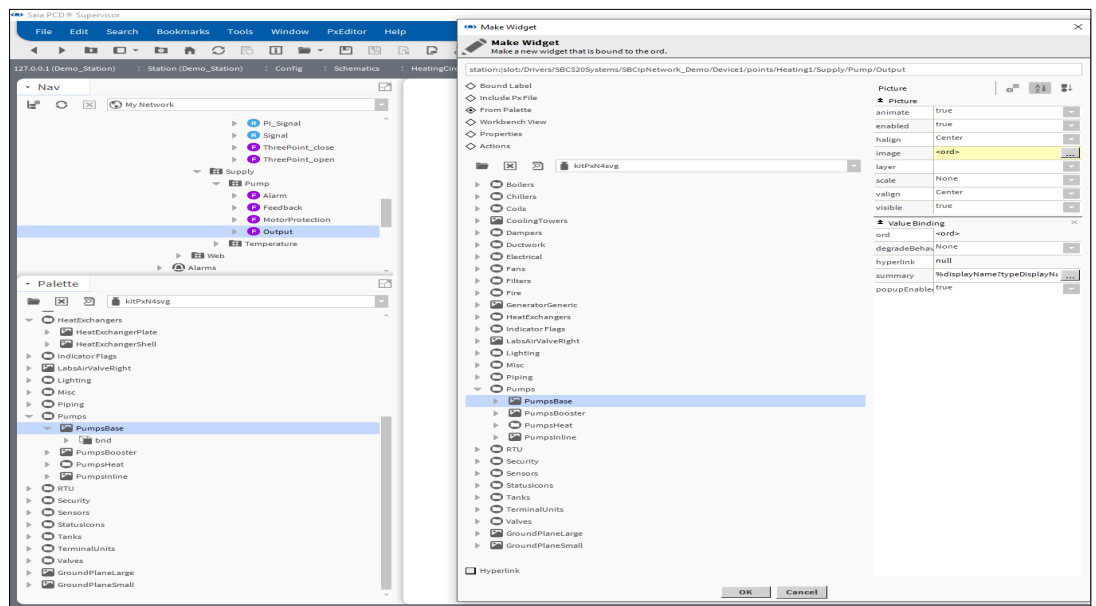 Saia PCD® Supervisor
File Edit Search Bookmarks Tools Window PxEditor Help
127.0.0.1 (Demo_Station) : Station (Demo_Station) : Config : Schematics : HeatingCir
Nav
My Network
PI_Signal
Signal
ThreePoint_close
ThreePoint_open
Supply
Pump
Alarm
Feedback
MotorProtection
Output
Temperature
Web
Alarms
Palette
kitPxN4svg
HeatExchangers
HeatExchangerPlate
HeatExchangerShell
Indicator Flags
LabsAirValveRight
Lighting
Misc
Piping
Pumps
PumpsBase
bnd
PumpsBooster
PumpsHeat
PumpsInline
RTU
Security
Sensors
StatusIcons
Tanks
TerminalUnits
Valves
GroundPlaneLarge
GroundPlaneSmall
Make Widget
Make Widget
Make a new widget that is bound to the ord.
station:|slot:/Drivers/SBCS20Systems/SBCIpNetwork_Demo/Device1/points/Heating1/Supply/Pump/Output
Bound Label
Include Px File
From Palette
Workbench View
Properties
Actions
kitPxN4svg
Boilers
Chillers
Coils
CoolingTowers
Dampers
Ductwork
Electrical
Fans
Filters
Fire
GeneratorGeneric
HeatExchangers
Indicator Flags
LabsAirValveRight
Lighting
Misc
Piping
Pumps
PumpsBase
PumpsBooster
PumpsHeat
PumpsInline
RTU
Security
Sensors
StatusIcons
Tanks
TerminalUnits
Valves
GroundPlaneLarge
GroundPlaneSmall
Hyperlink
Picture
Picture
animate true
enabled true
halign Center
image <ord>
layer
scale None
valign Center
visible true
Value Binding
ord <ord>
degradeBehav None
hyperlink null
summary %displayName?typeDisplayN
popupEnable true
OK Cancel